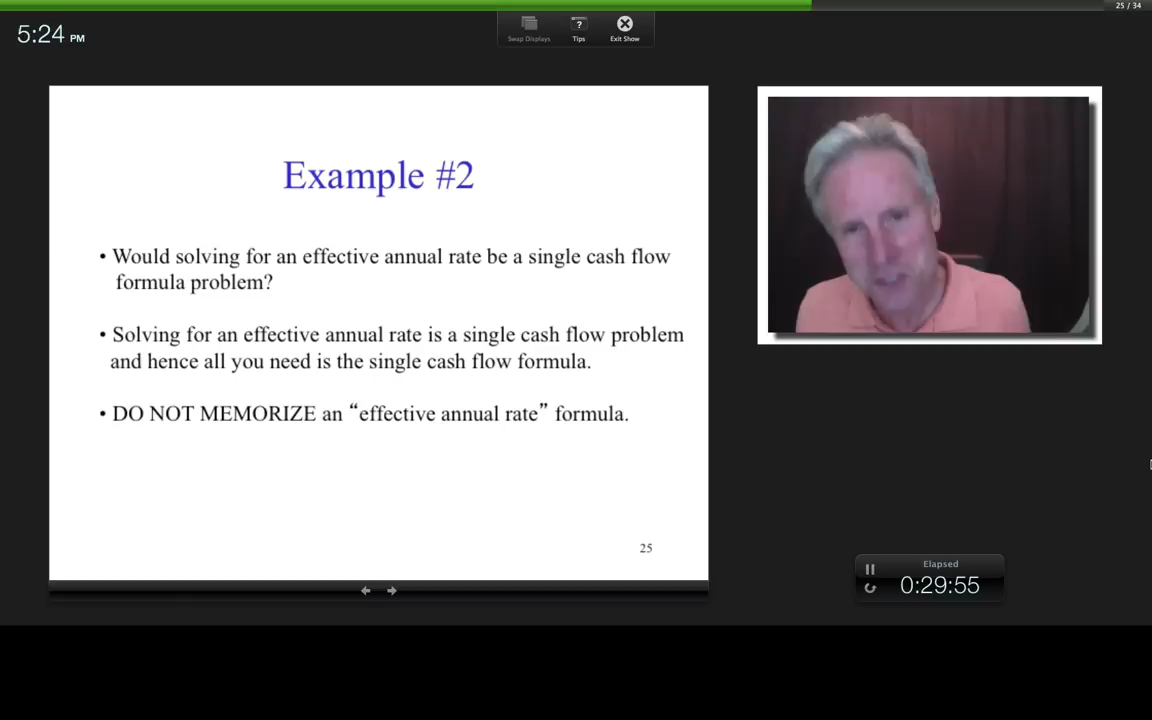 25 / 34
5:24 PM
Swap Displays
?
Tips
Exit Show
Example #2
• Would solving for an effective annual rate be a single cash flow
formula problem?
• Solving for an effective annual rate is a single cash flow problem
and hence all you need is the single cash flow formula.
• DO NOT MEMORIZE an “effective annual rate” formula.
25
Elapsed
0:29:55